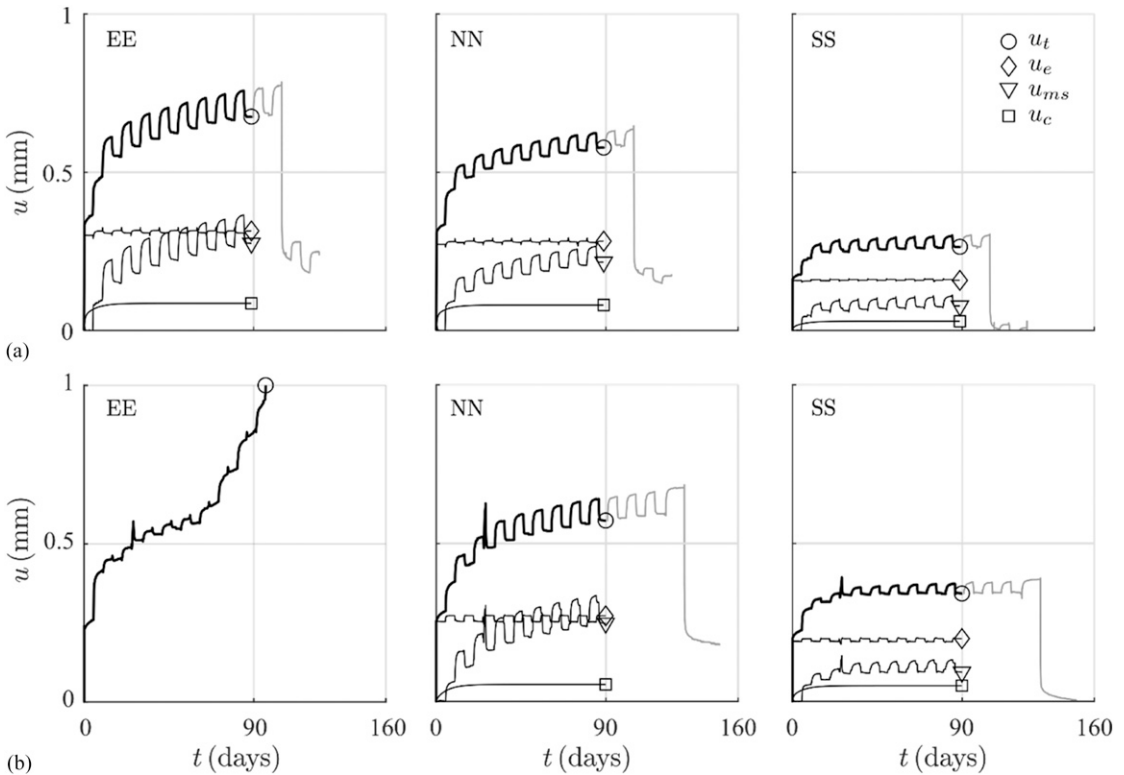 1
EE
NN
SS
u_t
u_e
u_ms
u_c
u (mm)
0.5
0
(a)
1
EE
NN
SS
u (mm)
0.5
0
0 90 160 0 90 160 0 90 160
t (days) t (days) t (days)
(b)